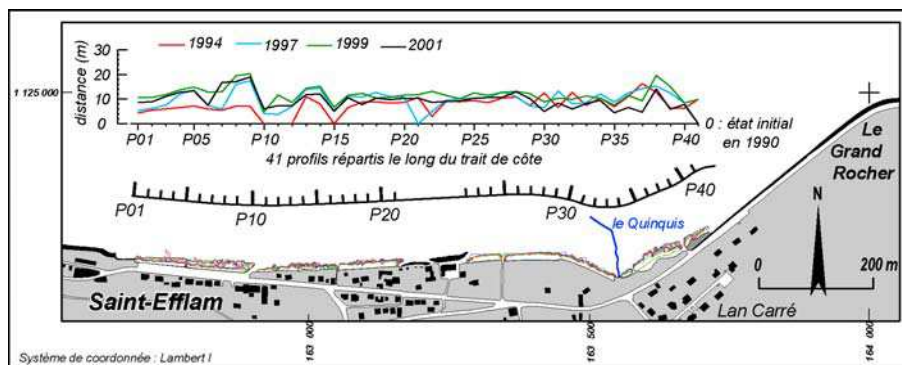 1994 1997 1999 2001
distance (m)
30
20
10
0
P01 P05 P10 P15 P20 P25 P30 P35 P40
0 : état initial
en 1990
41 profils répartis le long du trait de côte
1 125 000
Le
Grand
Rocher
P01 P10 P20 P30 P40
N
le Quinquis
0 200 m
Saint-Efflam
Lan Carré
163 000
163 500
164 000
Système de coordonnée : Lambert I